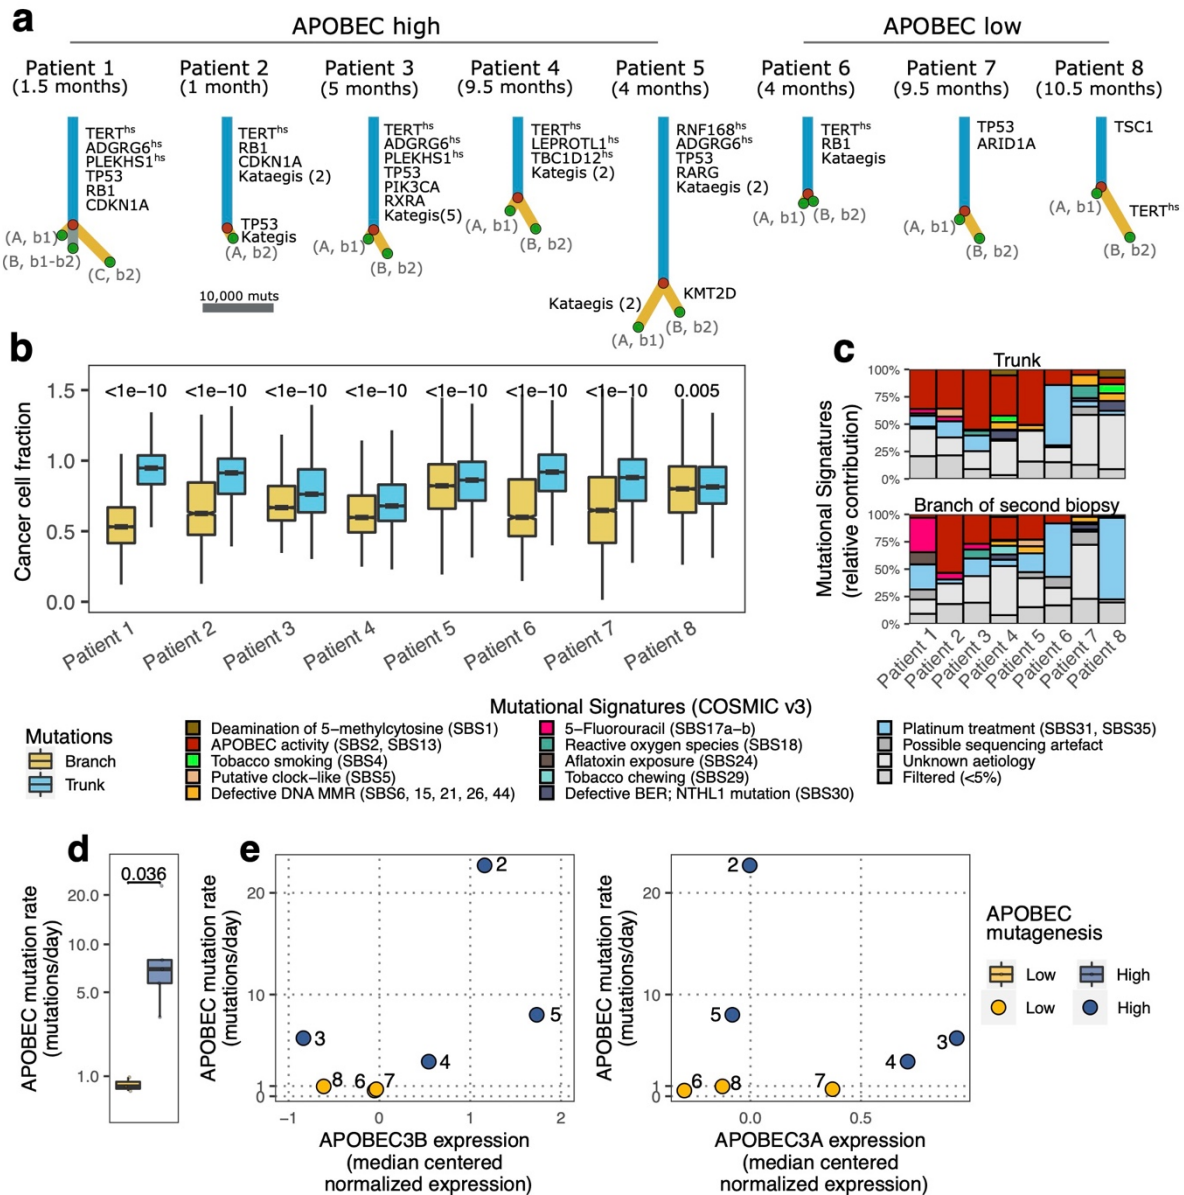 a
APOBEC high
APOBEC low
Patient 1
(1.5 months)
Patient 2
(1 month)
Patient 3
(5 months)
Patient 4
(9.5 months)
Patient 5
(4 months)
Patient 6
(4 months)
Patient 7
(9.5 months)
Patient 8
(10.5 months)
TERThs
ADGRG6hs
PLEKHS1hs
TP53
RB1
CDKN1A
(A, b1)
(B, b1-b2)
(C, b2)
TERThs
RB1
CDKN1A
Kataegis (2)
TP53
Kategis
(A, b2)
10,000 muts
TERThs
ADGRG6hs
PLEKHS1hs
TP53
PIK3CA
RXRA
Kategis(5)
(A, b1)
(B, b2)
TERThs
LEPROTL1hs
TBC1D12hs
Kategis (2)
(A, b1)
(B, b2)
RNF168hs
ADGRG6hs
TP53
RARG
Kataegis (2)
Kataegis (2)
KMT2D
(A, b1)
(B, b2)
TERThs
RB1
Kataegis
(A, b1)
(B, b2)
TP53
ARID1A
(A, b1)
(B, b2)
TSC1
TERThs
(A, b1)
(B, b2)
b
Cancer cell fraction
1.5
1.0
0.5
0.0
<1e-10
<1e-10
<1e-10
<1e-10
<1e-10
<1e-10
<1e-10
0.005
Patient 1
Patient 2
Patient 3
Patient 4
Patient 5
Patient 6
Patient 7
Patient 8
Mutations
Branch
Trunk
c
Mutational Signatures
(relative contribution)
Trunk
100%
75%
50%
25%
0%
Branch of second biopsy
100%
75%
50%
25%
0%
Patient 1
Patient 2
Patient 3
Patient 4
Patient 5
Patient 6
Patient 7
Patient 8
Mutational Signatures (COSMIC v3)
Deamination of 5−methylcytosine (SBS1)
APOBEC activity (SBS2, SBS13)
Tobacco smoking (SBS4)
Putative clock−like (SBS5)
Defective DNA MMR (SBS6, 15, 21, 26, 44)
5−Fluorouracil (SBS17a−b)
Reactive oxygen species (SBS18)
Aflatoxin exposure (SBS24)
Tobacco chewing (SBS29)
Defective BER; NTHL1 mutation (SBS30)
Platinum treatment (SBS31, SBS35)
Possible sequencing artefact
Unknown aetiology
Filtered (<5%)
d
APOBEC mutation rate
(mutations/day)
20.0
10.0
5.0
1.0
0.036
e
APOBEC mutation rate
(mutations/day)
20
10
1
0
2
3
4
5
6
7
8
−1
0
1
2
APOBEC3B expression
(median centered
normalized expression)
APOBEC mutation rate
(mutations/day)
20
10
1
0
2
5
3
4
6
8
7
0.0
0.5
APOBEC3A expression
(median centered
normalized expression)
APOBEC
mutagenesis
Low
High
Low
High